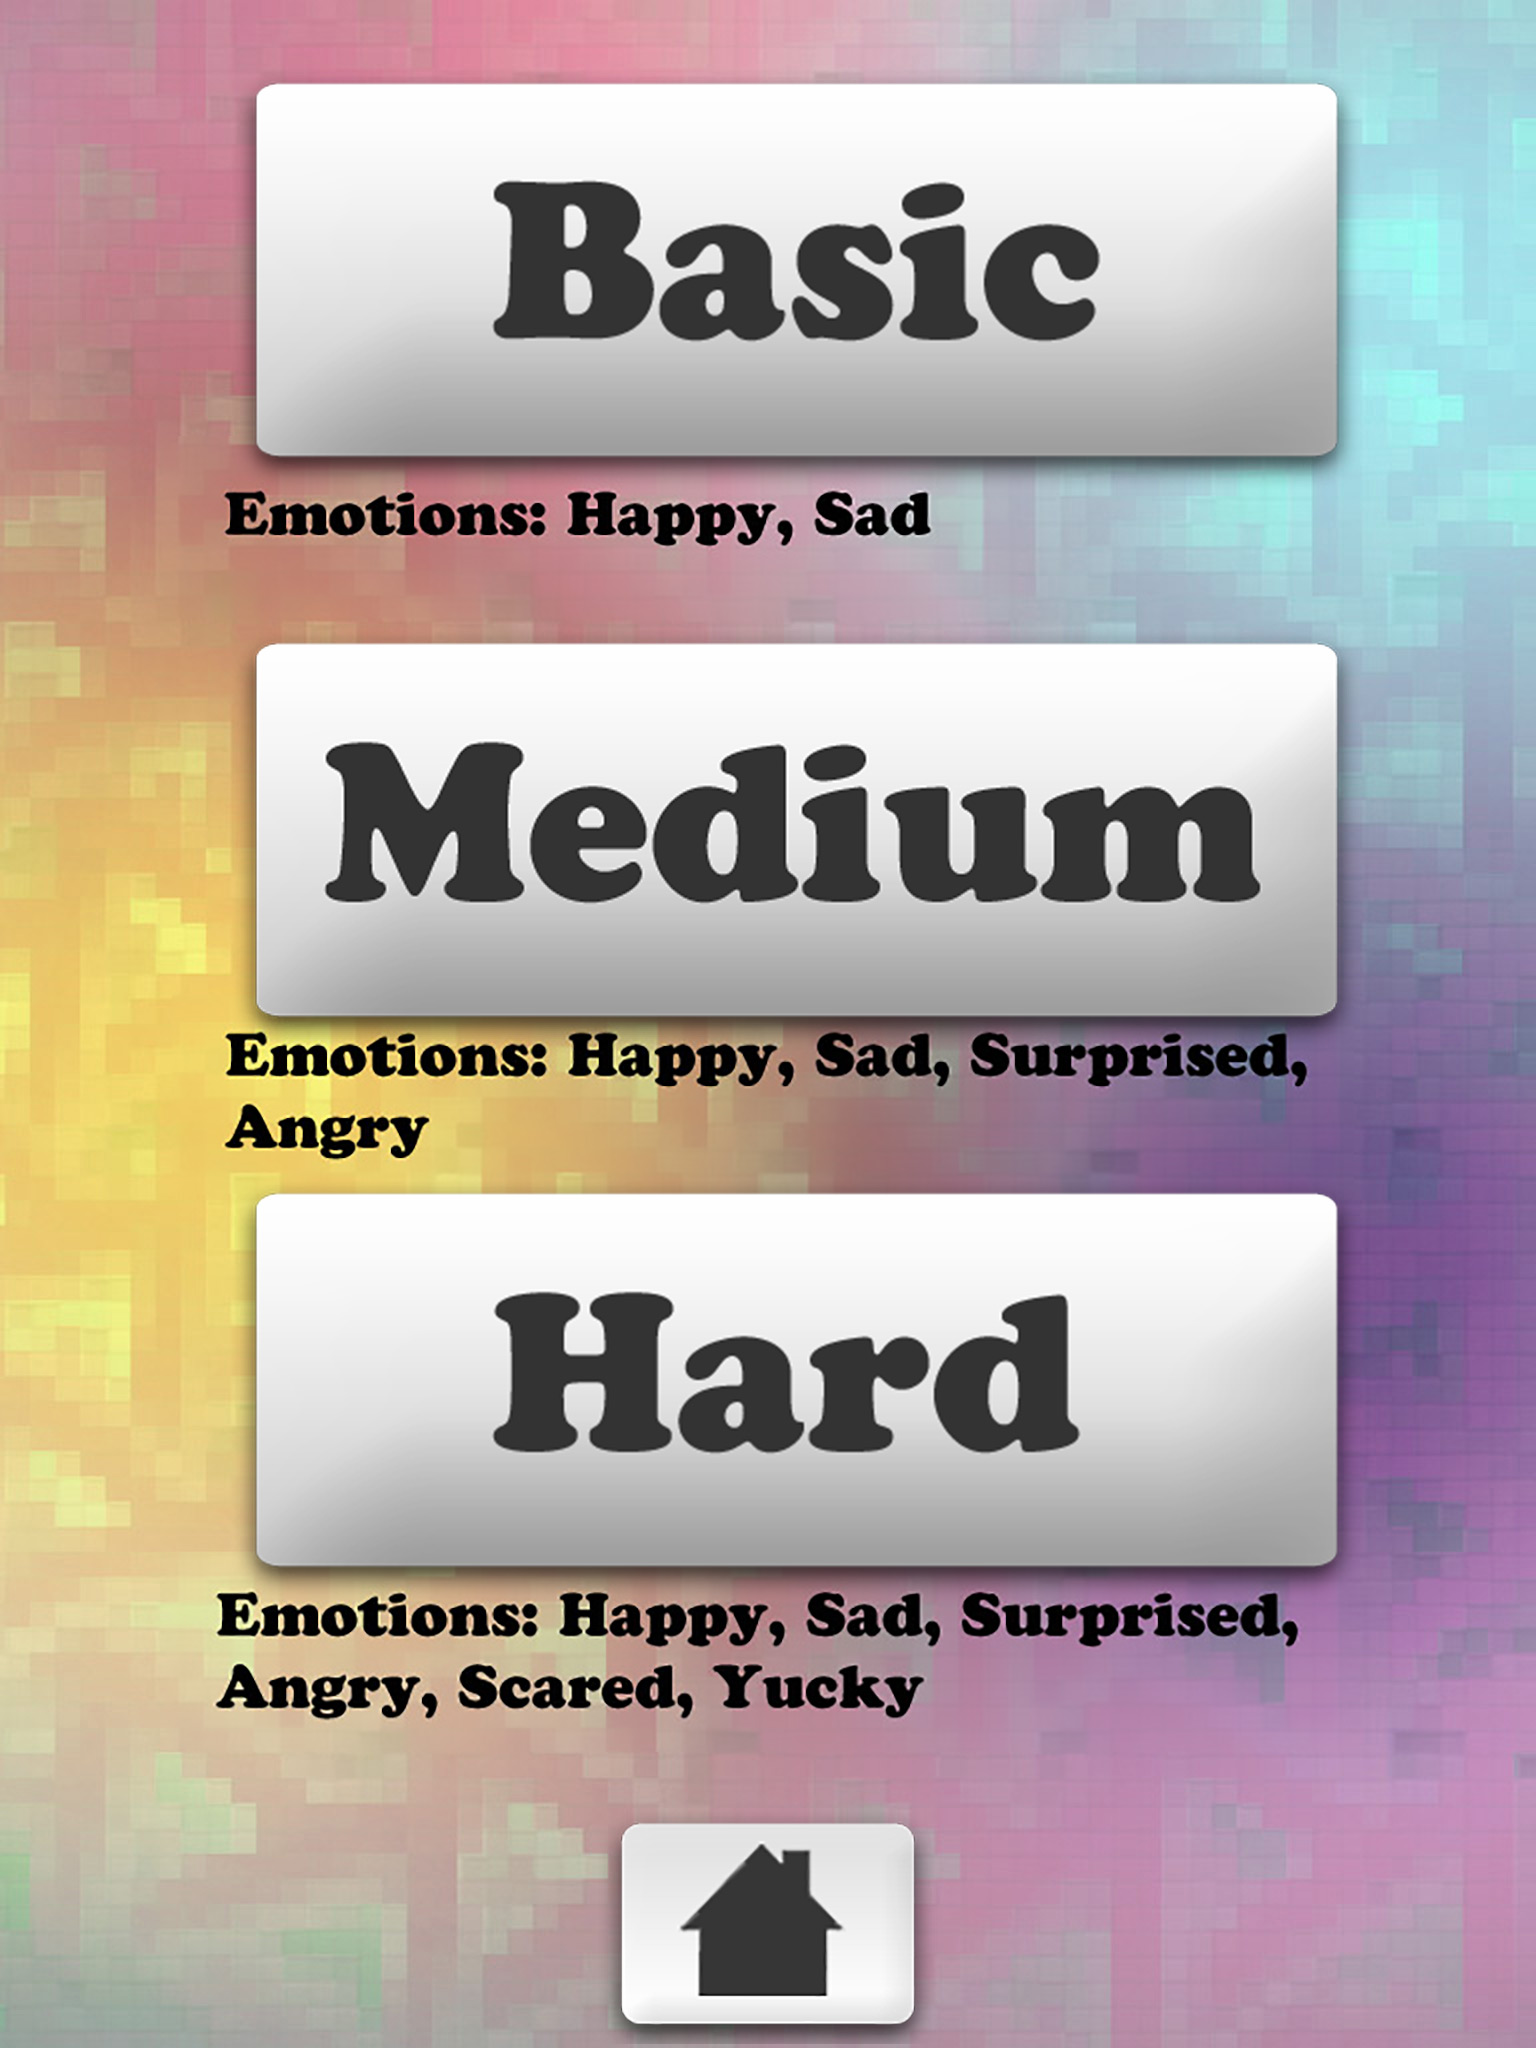 Basic
Emotions: Happy, Sad
Medium
Emotions: Happy, Sad, Surprised,
Angry
Hard
Emotions: Happy, Sad, Surprised,
Angry, Scared, Yucky